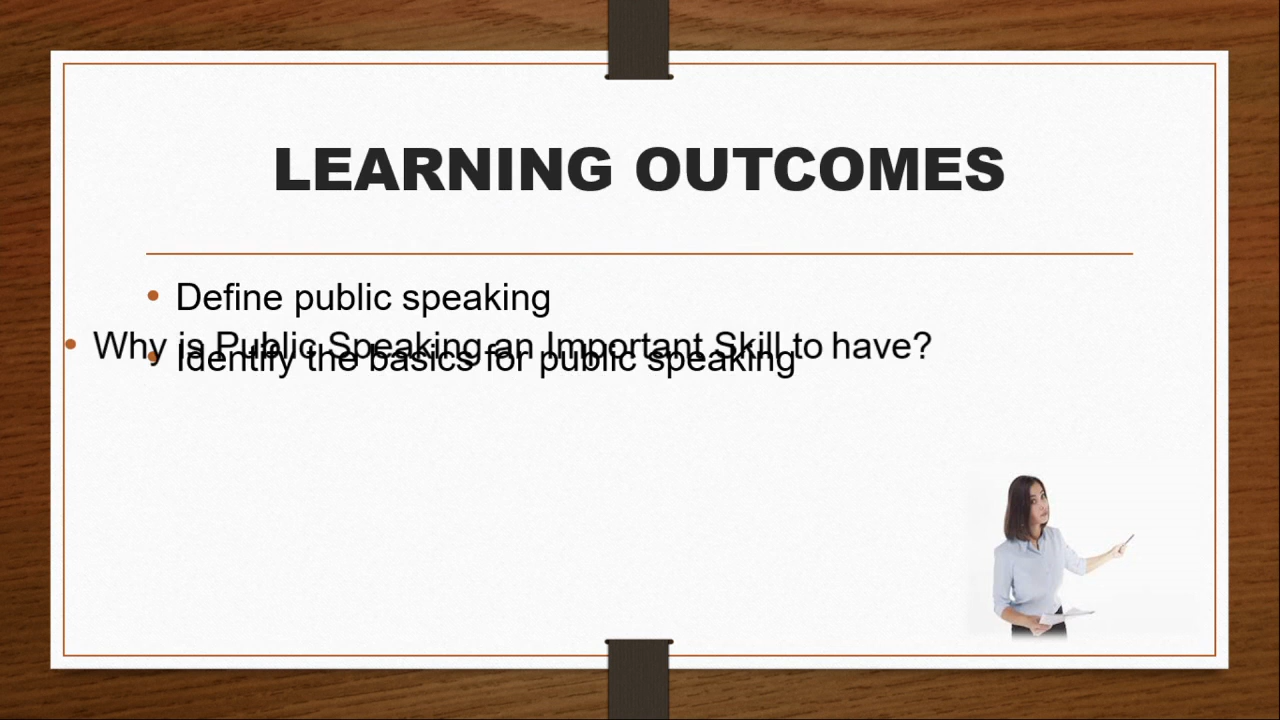 LEARNING OUTCOMES
• Define public speaking
• Why is Public Speaking an Important Skill to have?
• Identify the basics for public speaking